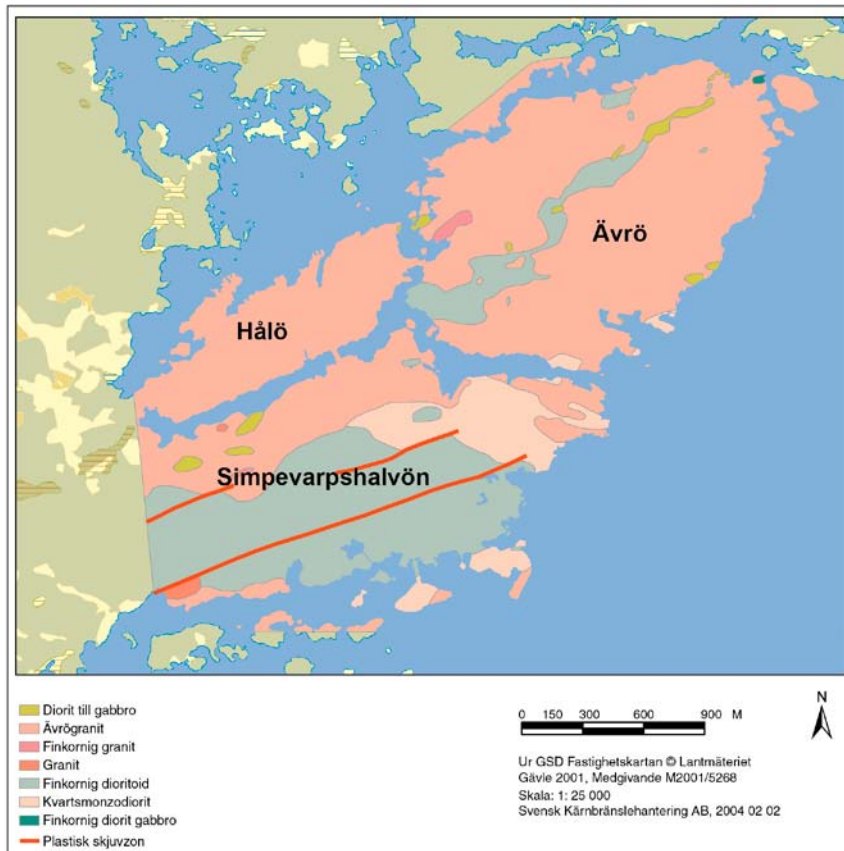 Ävrö
Hålö
Simpevarpshalvön
Diorit till gabbro
Ävrögranit
Finkornig granit
Granit
Finkornig dioritoid
Kvartsmonzodiorit
Finkornig diorit gabbro
Plastisk skjuvzon
0 150 300 600 900 M
N
Ur GSD Fastighetskartan © Lantmäteriet
Gävle 2001, Medgivande M2001/5268
Skala: 1: 25 000
Svensk Kärnbränslehantering AB, 2004 02 02